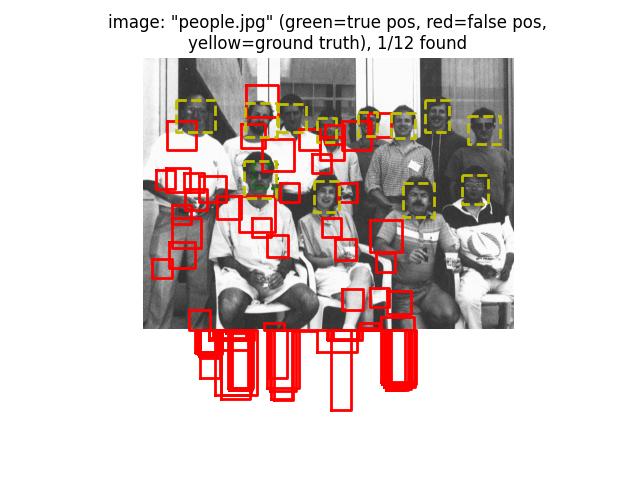 image: "people.jpg" (green=true pos, red=false pos,
yellow=ground truth), 1/12 found